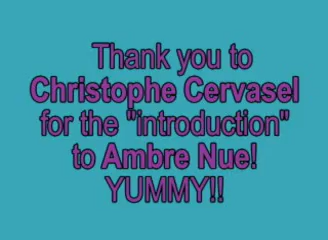 Thank you to
Christophe Cervasel
for the "introduction"
to Ambre Nue!
YUMMY!!